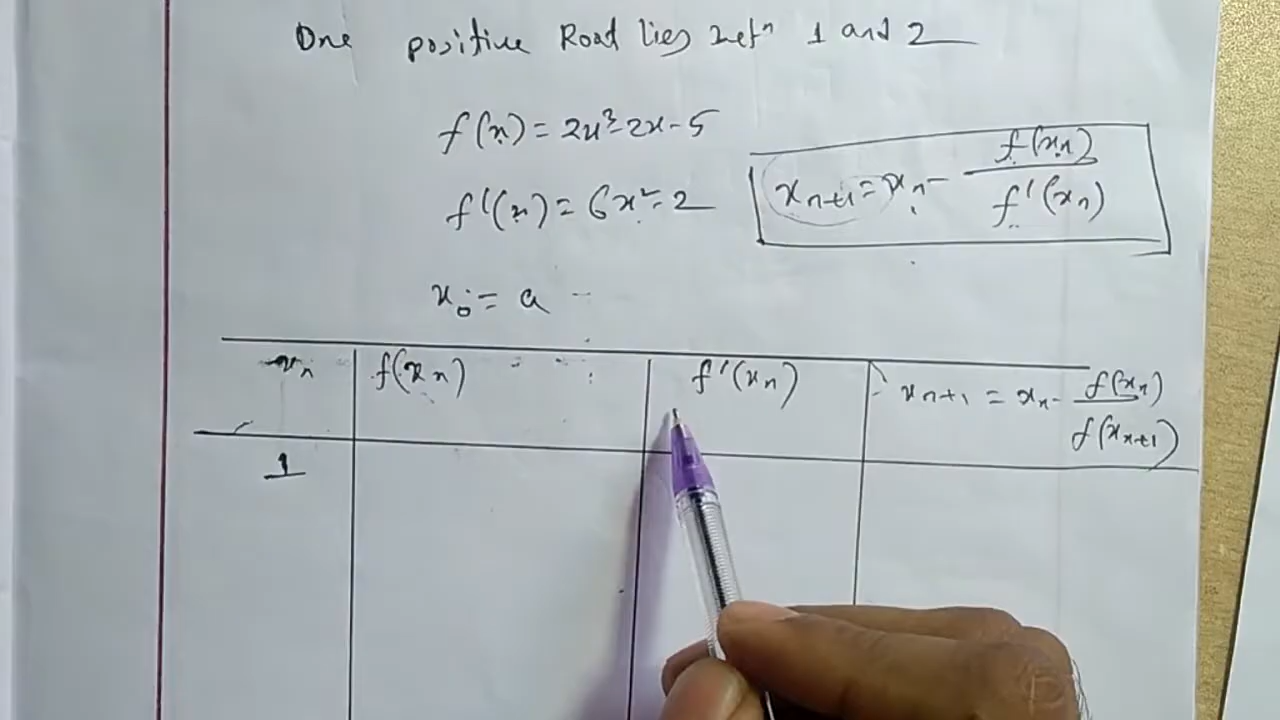 One positive Root lies betⁿ 1 and 2
f(x) = 2x³-2x-5
f'(x) = 6x²-2
xₙ₊₁ = xₙ - f(xₙ) / f'(xₙ)
x₀ = a
xₙ f(xₙ) f'(xₙ) xₙ₊₁ = xₙ - f(xₙ) / f(xₙ₊₁)
1